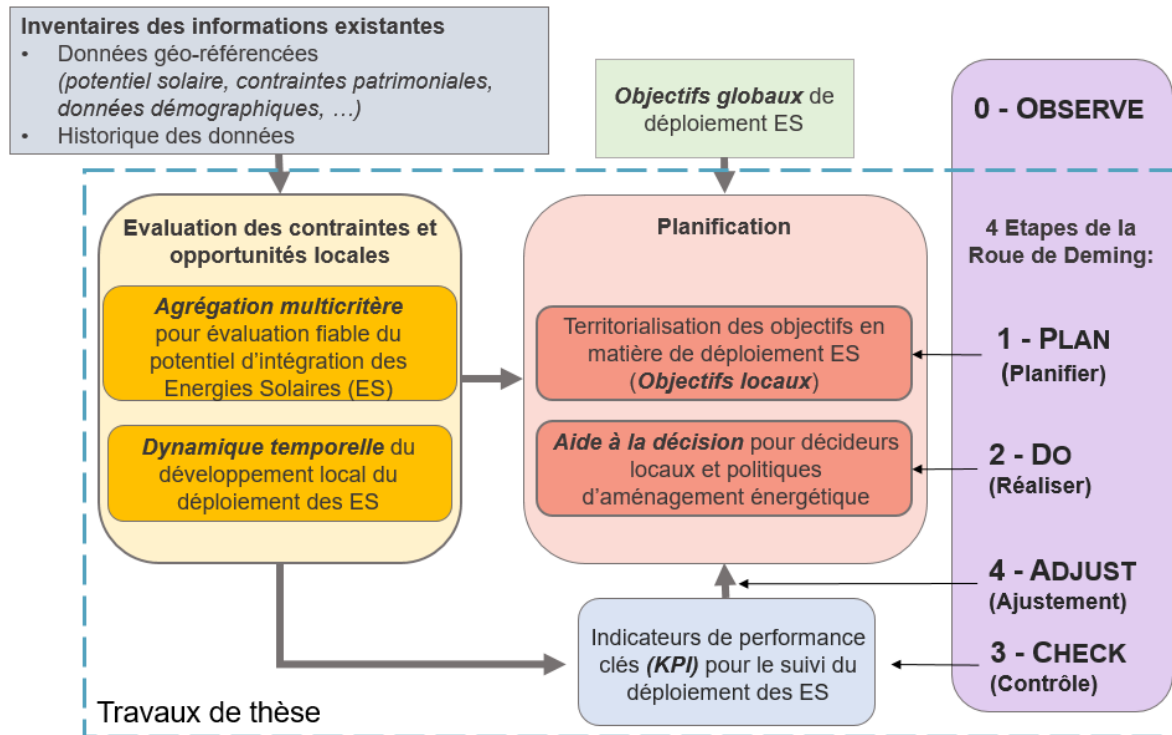 Inventaires des informations existantes
• Données géo-référencées
(potentiel solaire, contraintes patrimoniales,
données démographiques, …)
• Historique des données
Objectifs globaux de
déploiement ES
0 - OBSERVE
Evaluation des contraintes et
opportunités locales
Agrégation multicritère
pour évaluation fiable du
potentiel d’intégration des
Energies Solaires (ES)
Dynamique temporelle du
développement local du
déploiement des ES
Planification
Territorialisation des objectifs en
matière de déploiement ES
(Objectifs locaux)
Aide à la décision pour décideurs
locaux et politiques
d’aménagement énergétique
4 Etapes de la
Roue de Deming:
1 - PLAN
(Planifier)
2 - DO
(Réaliser)
4 - ADJUST
(Ajustement)
3 - CHECK
(Contrôle)
Indicateurs de performance
clés (KPI) pour le suivi du
déploiement des ES
Travaux de thèse